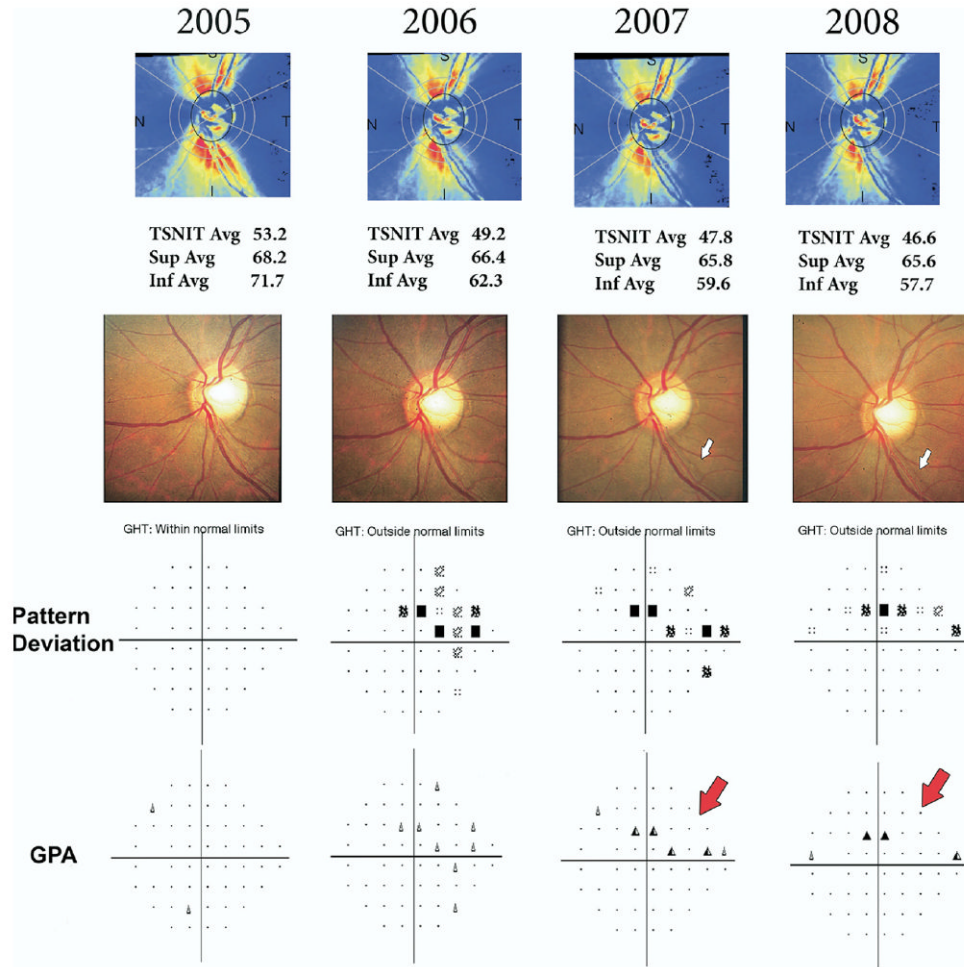 2005 2006 2007 2008
S
N T
I
N T
I
S
N T
I
S
N T
I
TSNIT Avg 53.2
Sup Avg 68.2
Inf Avg 71.7
TSNIT Avg 49.2
Sup Avg 66.4
Inf Avg 62.3
TSNIT Avg 47.8
Sup Avg 65.8
Inf Avg 59.6
TSNIT Avg 46.6
Sup Avg 65.6
Inf Avg 57.7
GHT: Within normal limits
GHT: Outside normal limits
GHT: Outside normal limits
GHT: Outside normal limits
Pattern
Deviation
GPA